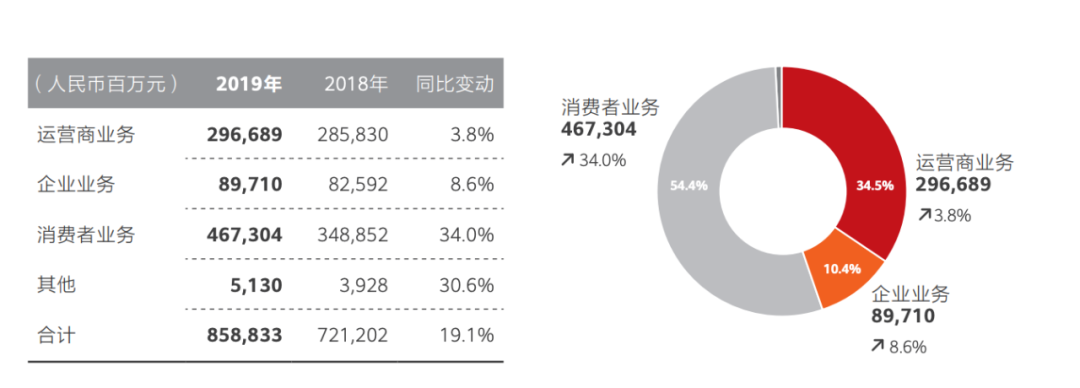 （人民币百万元） 2019年 2018年 同比变动
运营商业务 296,689 285,830 3.8%
企业业务 89,710 82,592 8.6%
消费者业务 467,304 348,852 34.0%
其他 5,130 3,928 30.6%
合计 858,833 721,202 19.1%
消费者业务
467,304
34.0%
54.4%
34.5%
10.4%
运营商业务
296,689
3.8%
企业业务
89,710
8.6%